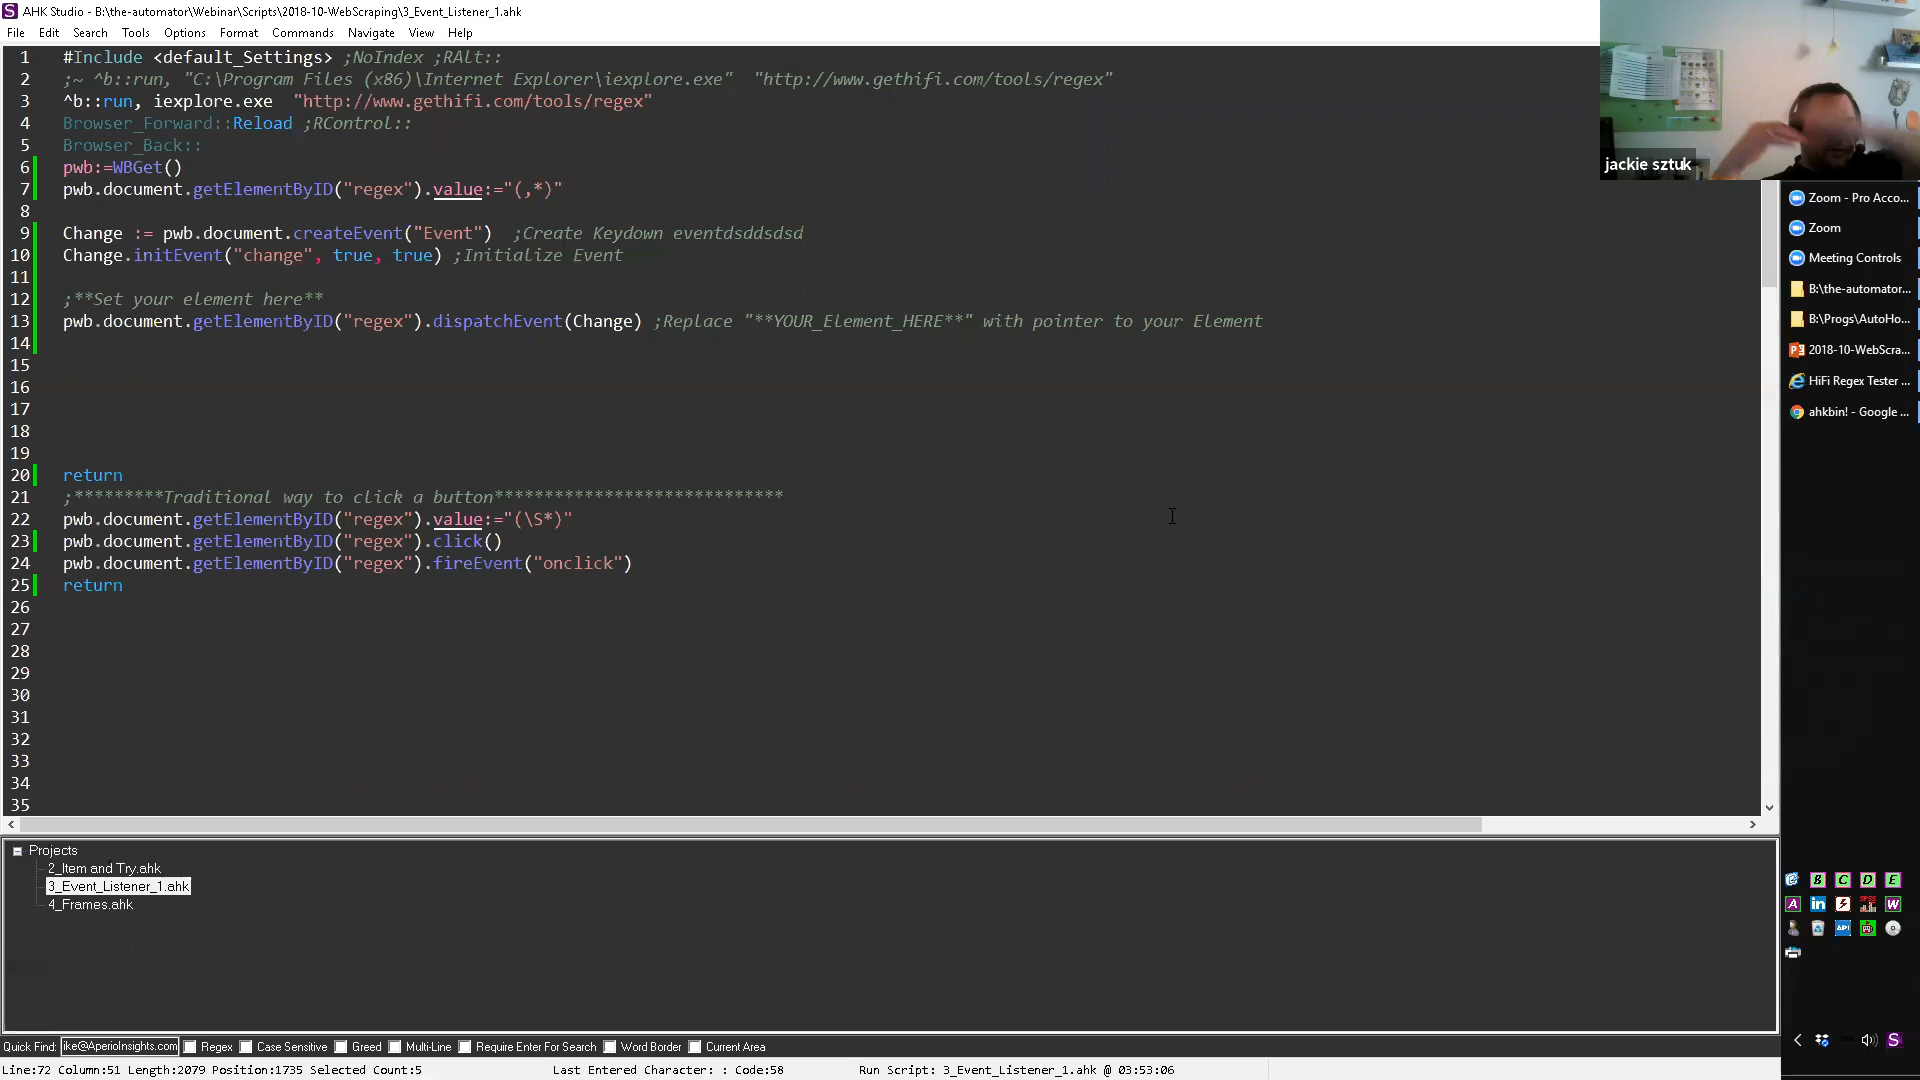 AHK Studio - B:\the-automator\Webinar\Scripts\2018-10-WebScraping\3_Event_Listener_1.ahk
File Edit Search Tools Options Format Commands Navigate View Help
1 #Include <default_Settings> ;NoIndex ;RAlt::
2 ;~ ^b::run, "C:\Program Files (x86)\Internet Explorer\iexplore.exe" "http://www.gethifi.com/tools/regex"
3 ^b::run, iexplore.exe "http://www.gethifi.com/tools/regex"
4 Browser_Forward::Reload ;RControl::
5 Browser_Back::
6 pwb:=WBGet()
7 pwb.document.getElementByID("regex").value:="(,*)"
8
9 Change := pwb.document.createEvent("Event") ;Create Keydown eventdsddsdsd
10 Change.initEvent("change", true, true) ;Initialize Event
11
12 ;**Set your element here**
13 pwb.document.getElementByID("regex").dispatchEvent(Change) ;Replace "**YOUR_Element_HERE**" with pointer to your Element
14
15
16
17
18
19
20 return
21 ;*********Traditional way to click a button*****************************
22 pwb.document.getElementByID("regex").value:="(\S*)"
23 pwb.document.getElementByID("regex").click()
24 pwb.document.getElementByID("regex").fireEvent("onclick")
25 return
26
27
28
29
30
31
32
33
34
35
jackie sztuk
Zoom - Pro Acco...
Zoom
Meeting Controls
B:\the-automator...
B:\Progs\AutoHo...
2018-10-WebScra...
HiFi Regex Tester ...
ahkbin! - Google ...
Projects
2_Item and Try.ahk
3_Event_Listener_1.ahk
4_Frames.ahk
B C D E
A in W
API
Quick Find: ike@AperioInsights.com Regex Case Sensitive Greed Multi-Line Require Enter For Search Word Border Current Area
Line:72 Column:51 Length:2079 Position:1735 Selected Count:5 Last Entered Character: : Code:58 Run Script: 3_Event_Listener_1.ahk @ 03:53:06